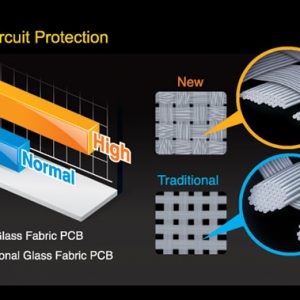 rcuit Protection
New
High
Normal
Traditional
Glass Fabric PCB
onal Glass Fabric PCB